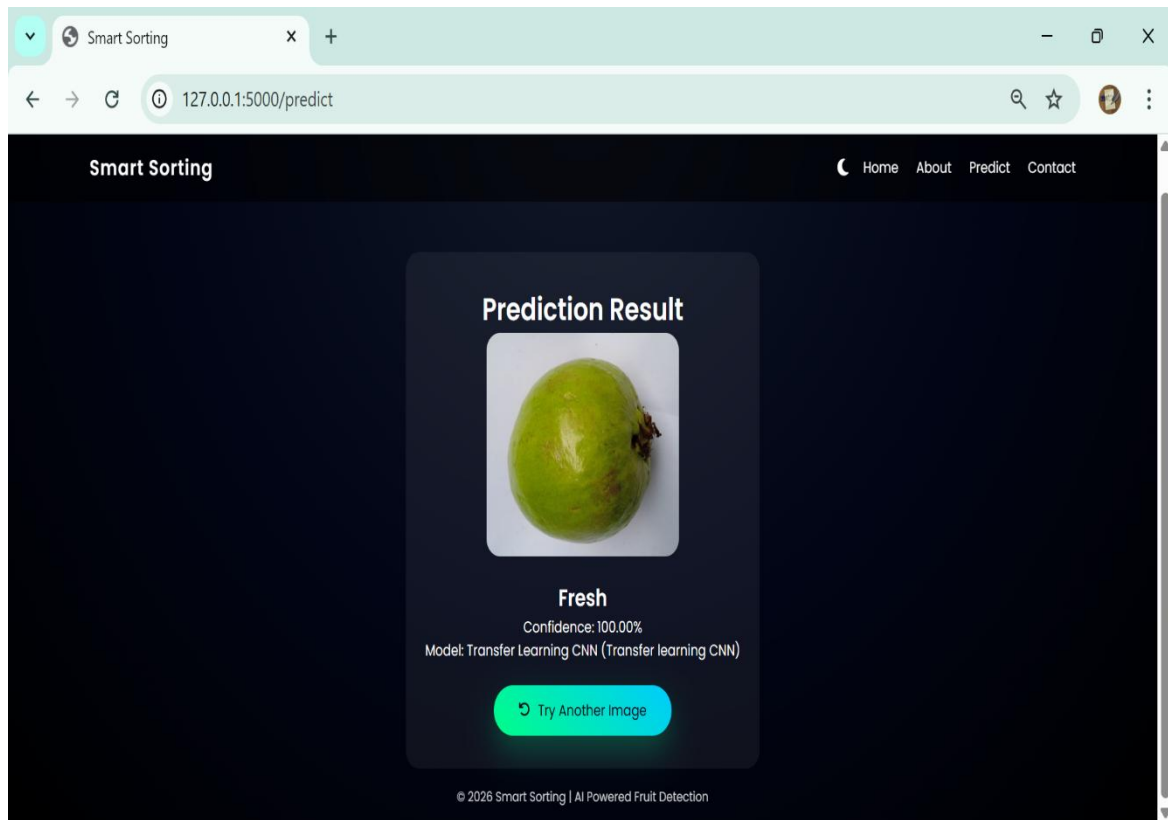 Smart Sorting
127.0.0.1:5000/predict
Smart Sorting
Home About Predict Contact
Prediction Result
Fresh
Confidence: 100.00%
Model: Transfer Learning CNN (Transfer learning CNN)
Try Another Image
© 2026 Smart Sorting | AI Powered Fruit Detection